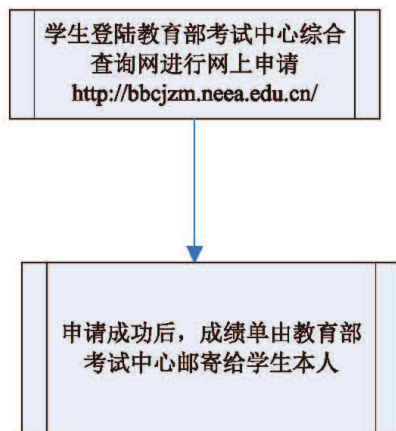 学生登陆教育部考试中心综合
查询网进行网上申请
http://bbcjzm.neea.edu.cn/
申请成功后，成绩单由教育部
考试中心邮寄给学生本人